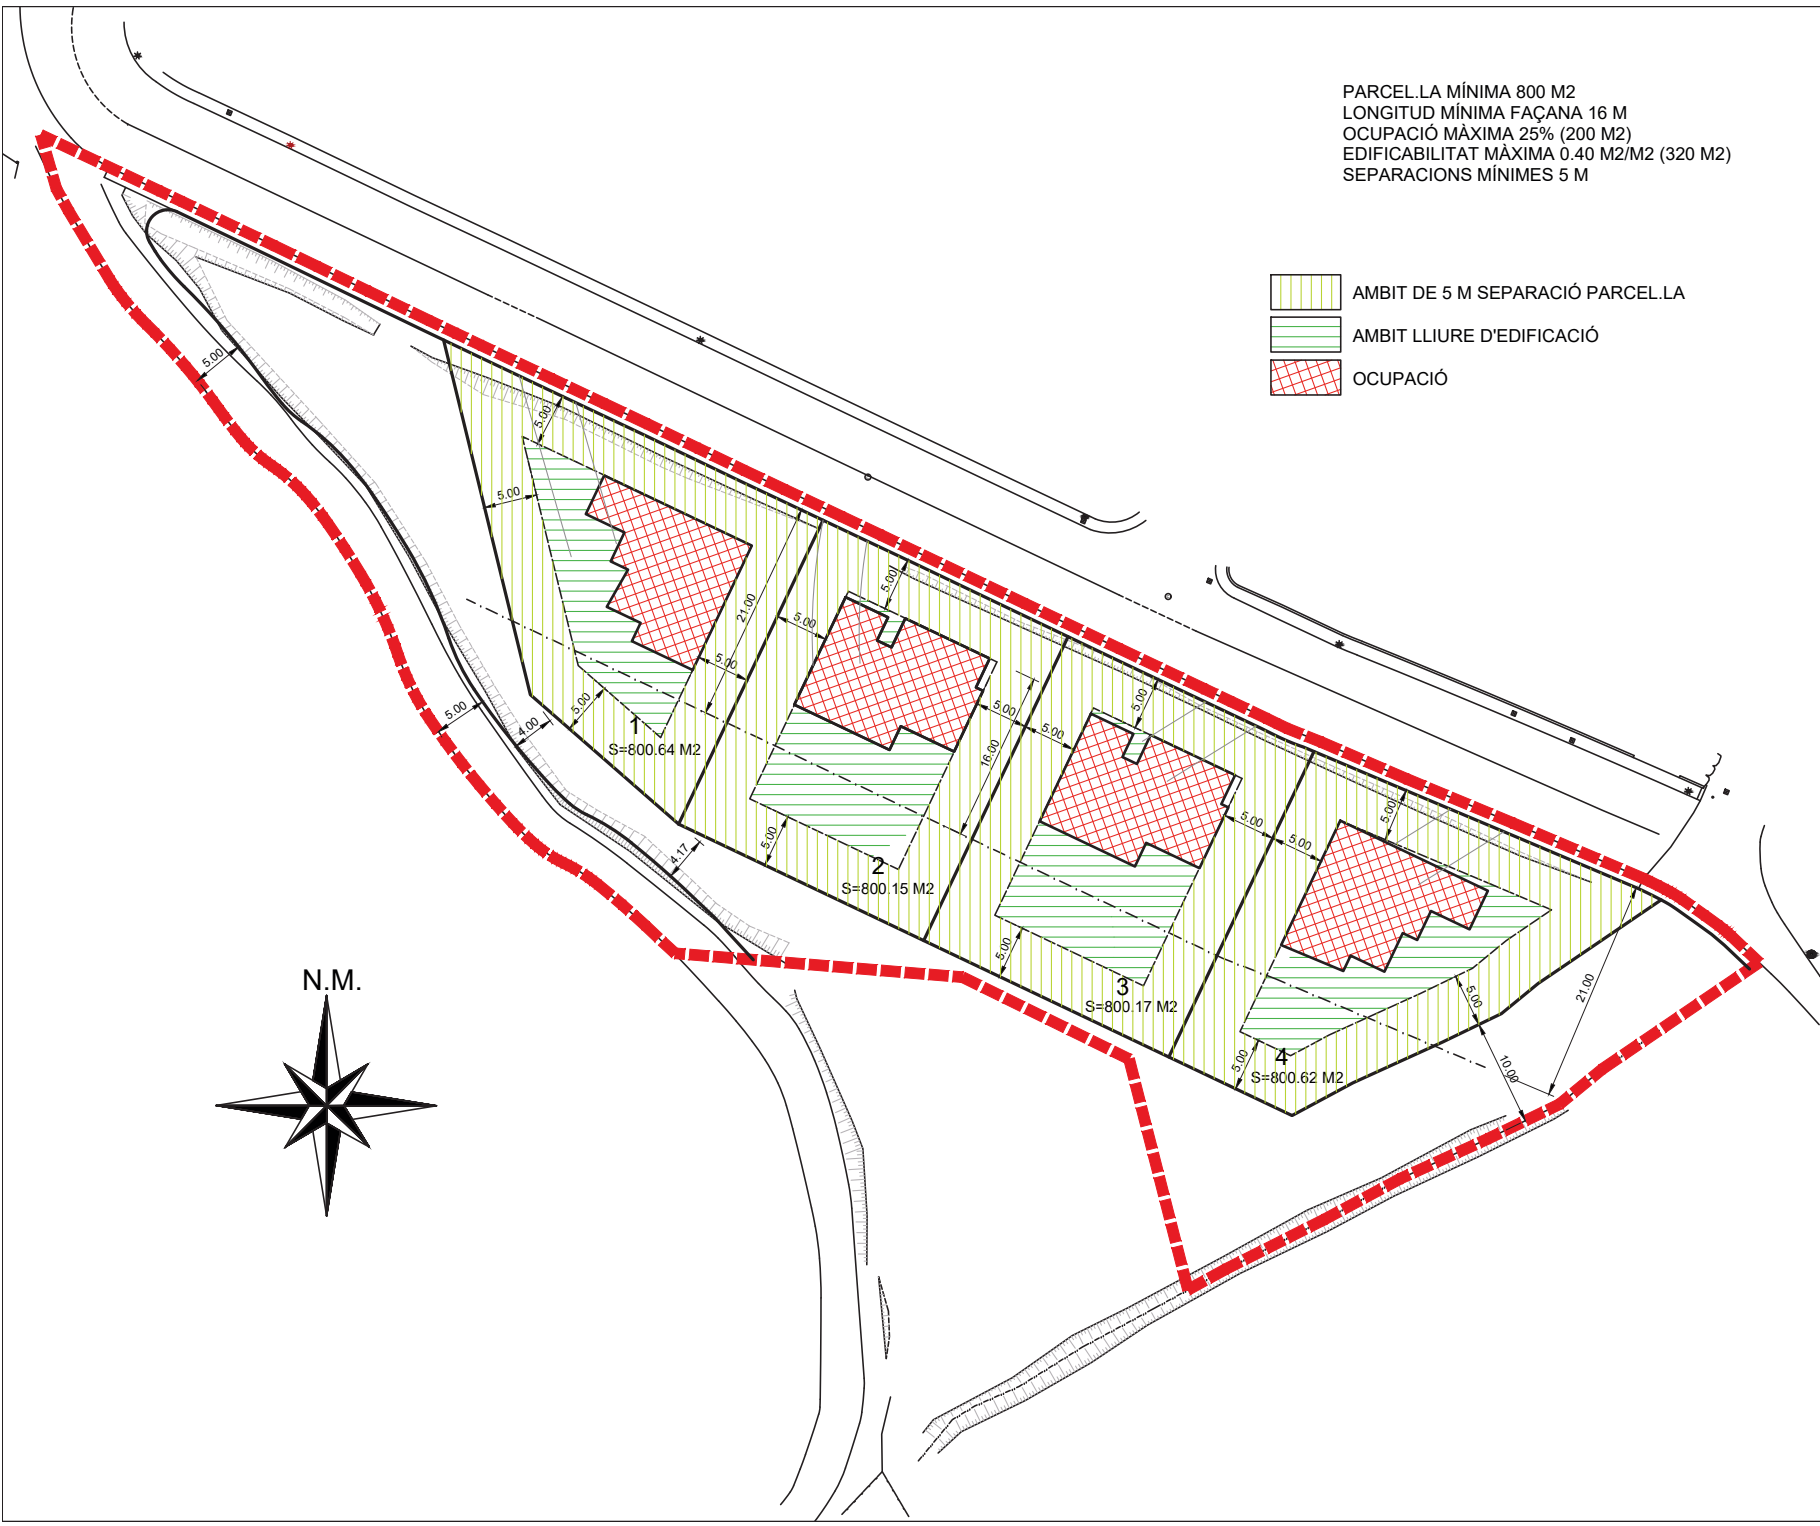 PARCEL.LA MÍNIMA 800 M2
LONGITUD MÍNIMA FAÇANA 16 M
OCUPACIÓ MÀXIMA 25% (200 M2)
EDIFICABILITAT MÀXIMA 0.40 M2/M2 (320 M2)
SEPARACIONS MÍNIMES 5 M
AMBIT DE 5 M SEPARACIÓ PARCEL.LA
AMBIT LLIURE D'EDIFICACIÓ
OCUPACIÓ
5.00
5.00
5.00
21.00
5.00
5.00
5.00
5.00
5.00
4.00
1
S=800.64 M2
5.00
5.00
5.00
16.00
5.00
4.17
2
S=800.15 M2
5.00
5.00
5.00
5.00
3
S=800.17 M2
5.00
21.00
10.00
5.00
4
S=800.62 M2
N.M.